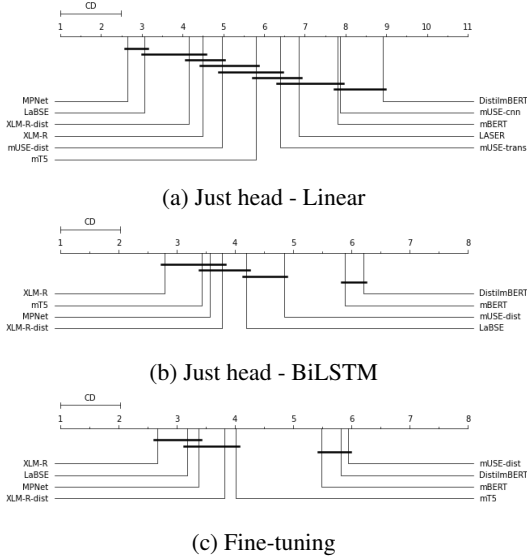 CD
1 2 3 4 5 6 7 8 9 10 11
MPNet DistilmBERT
LaBSE mUSE-cnn
XLM-R-dist mBERT
XLM-R LASER
mUSE-dist mUSE-trans
mT5
(a) Just head - Linear
CD
1 2 3 4 5 6 7 8
XLM-R DistilmBERT
mT5 mBERT
MPNet mUSE-dist
XLM-R-dist LaBSE
(b) Just head - BiLSTM
CD
1 2 3 4 5 6 7 8
XLM-R mUSE-dist
LaBSE DistilmBERT
MPNet mBERT
XLM-R-dist mT5
(c) Fine-tuning